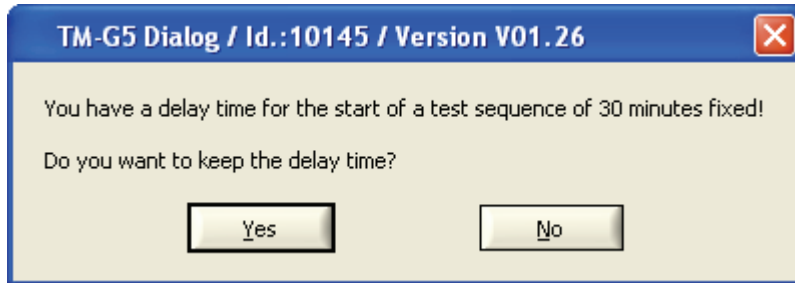 TM-G5 Dialog / Id.:10145 / Version V01.26
You have a delay time for the start of a test sequence of 30 minutes fixed!
Do you want to keep the delay time?
Yes
No